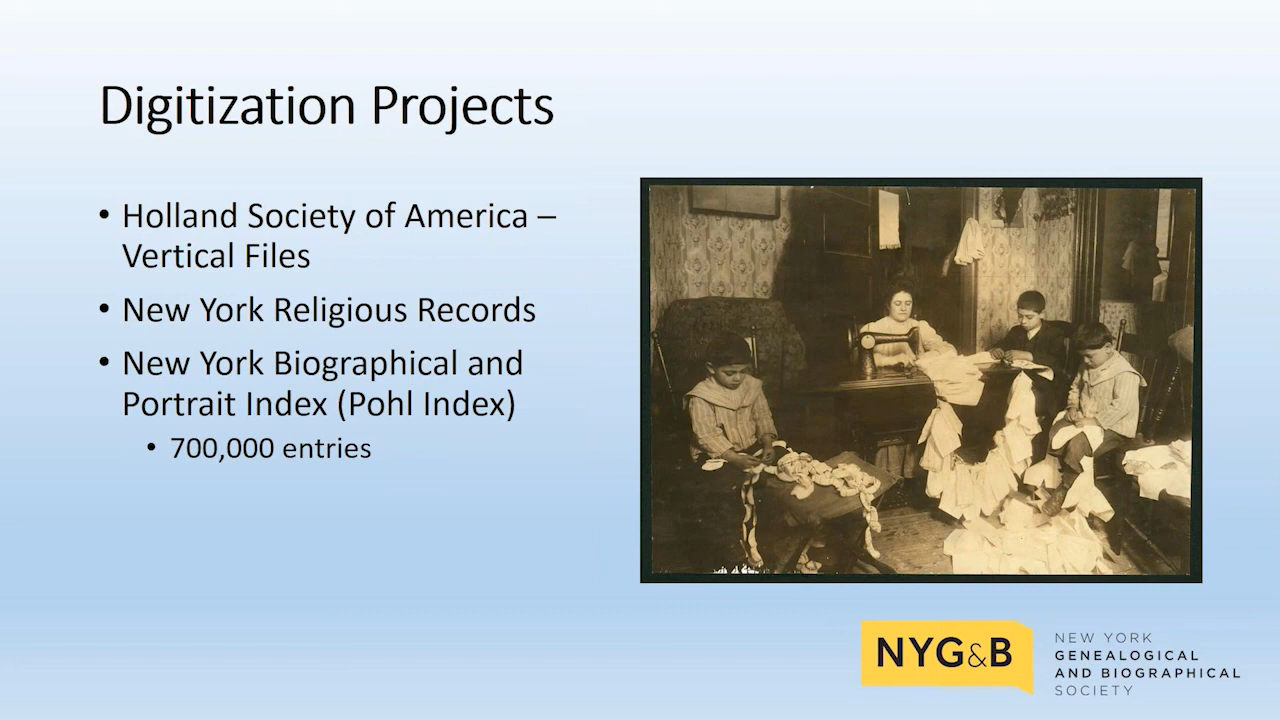 Digitization Projects
• Holland Society of America –
Vertical Files
• New York Religious Records
• New York Biographical and
Portrait Index (Pohl Index)
• 700,000 entries
NYG&B
NEW YORK
GENEALOGICAL
AND BIOGRAPHICAL
SOCIETY